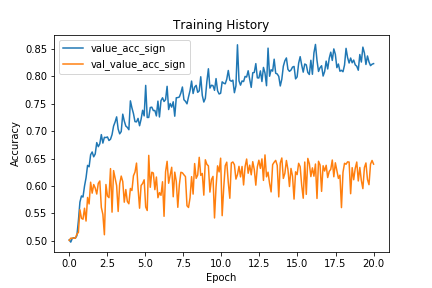 Training History
value_acc_sign
val_value_acc_sign
Accuracy
0.85
0.80
0.75
0.70
0.65
0.60
0.55
0.50
0.0 2.5 5.0 7.5 10.0 12.5 15.0 17.5 20.0
Epoch